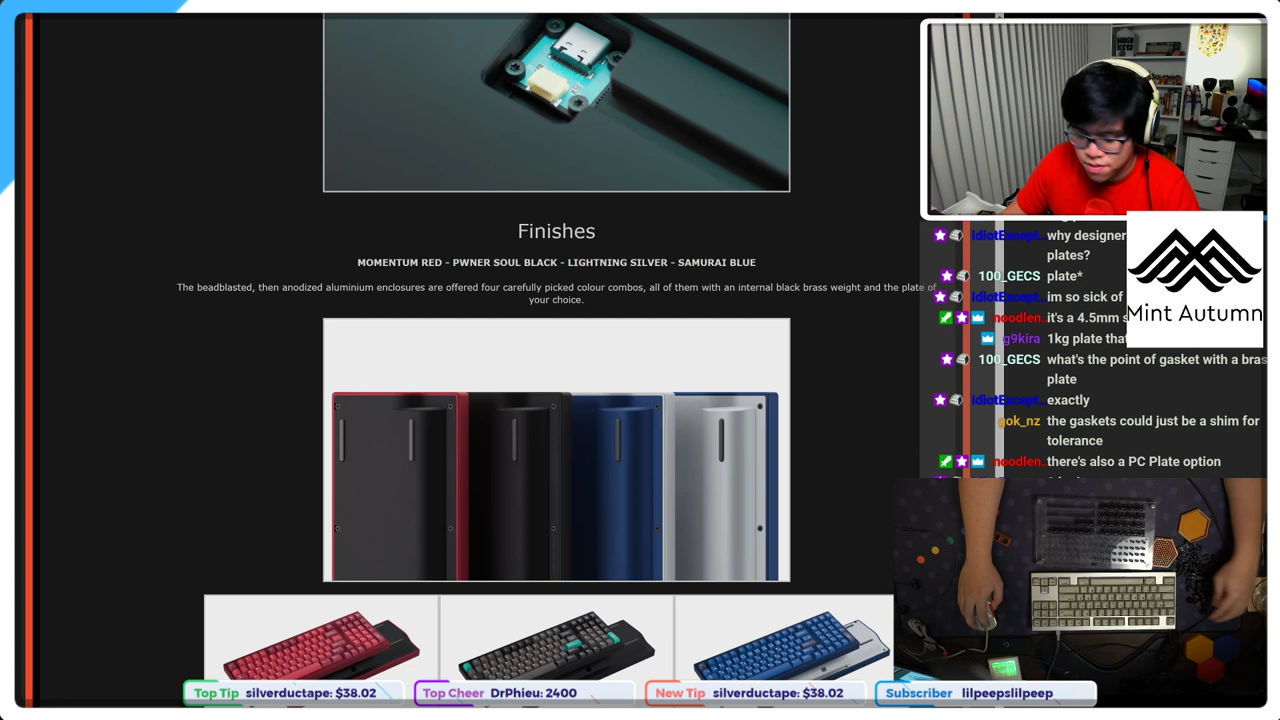 Finishes
MOMENTUM RED - PWNER SOUL BLACK - LIGHTNING SILVER - SAMURAI BLUE
The beadblasted, then anodized aluminium enclosures are offered four carefully picked colour combos, all of them with an internal black brass weight and the plate of
your choice.
IdiotExcept... why designer
plates?
100_GECS plate*
IdiotExcept... im so sick of
noodlen... it's a 4.5mm s
g9kira 1kg plate that
100_GECS what's the point of gasket with a bras
plate
IdiotExcept... exactly
gok_nz the gaskets could just be a shim for
tolerance
noodlen... there's also a PC Plate option
Mint Autumn
Top Tip silverductape: $38.02
Top Cheer DrPhieu: 2400
New Tip silverductape: $38.02
Subscriber lilpeepslilpeep